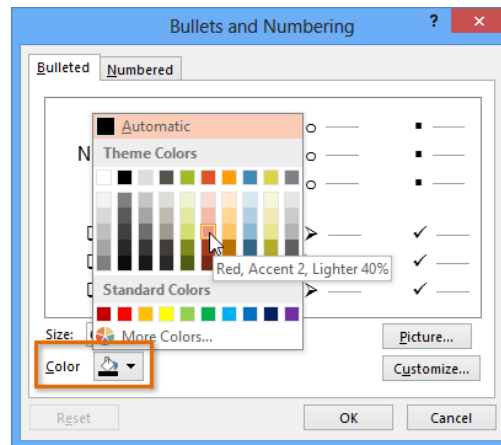 Bullets and Numbering
?
Bulleted
Numbered
Automatic
N
Theme Colors
Red, Accent 2, Lighter 40%
Standard Colors
Size:
More Colors...
Picture...
Color
Customize...
Reset
OK
Cancel